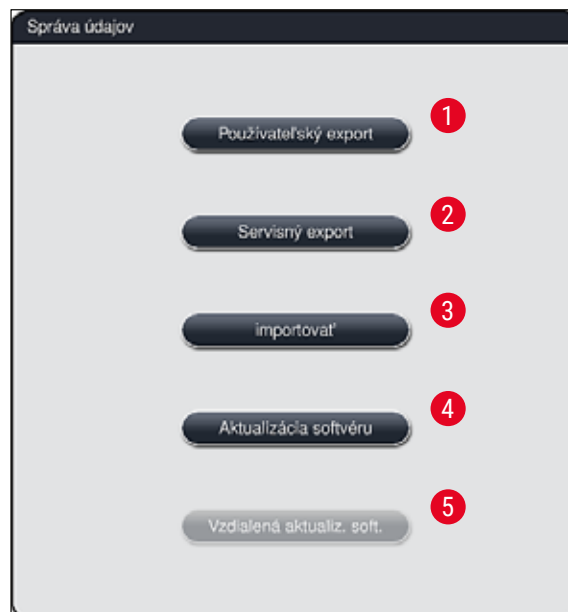 Správa údajov
Používateľský export 1
Servisný export 2
importovať 3
Aktualizácia softvéru 4
Vzdialená aktualiz. soft. 5